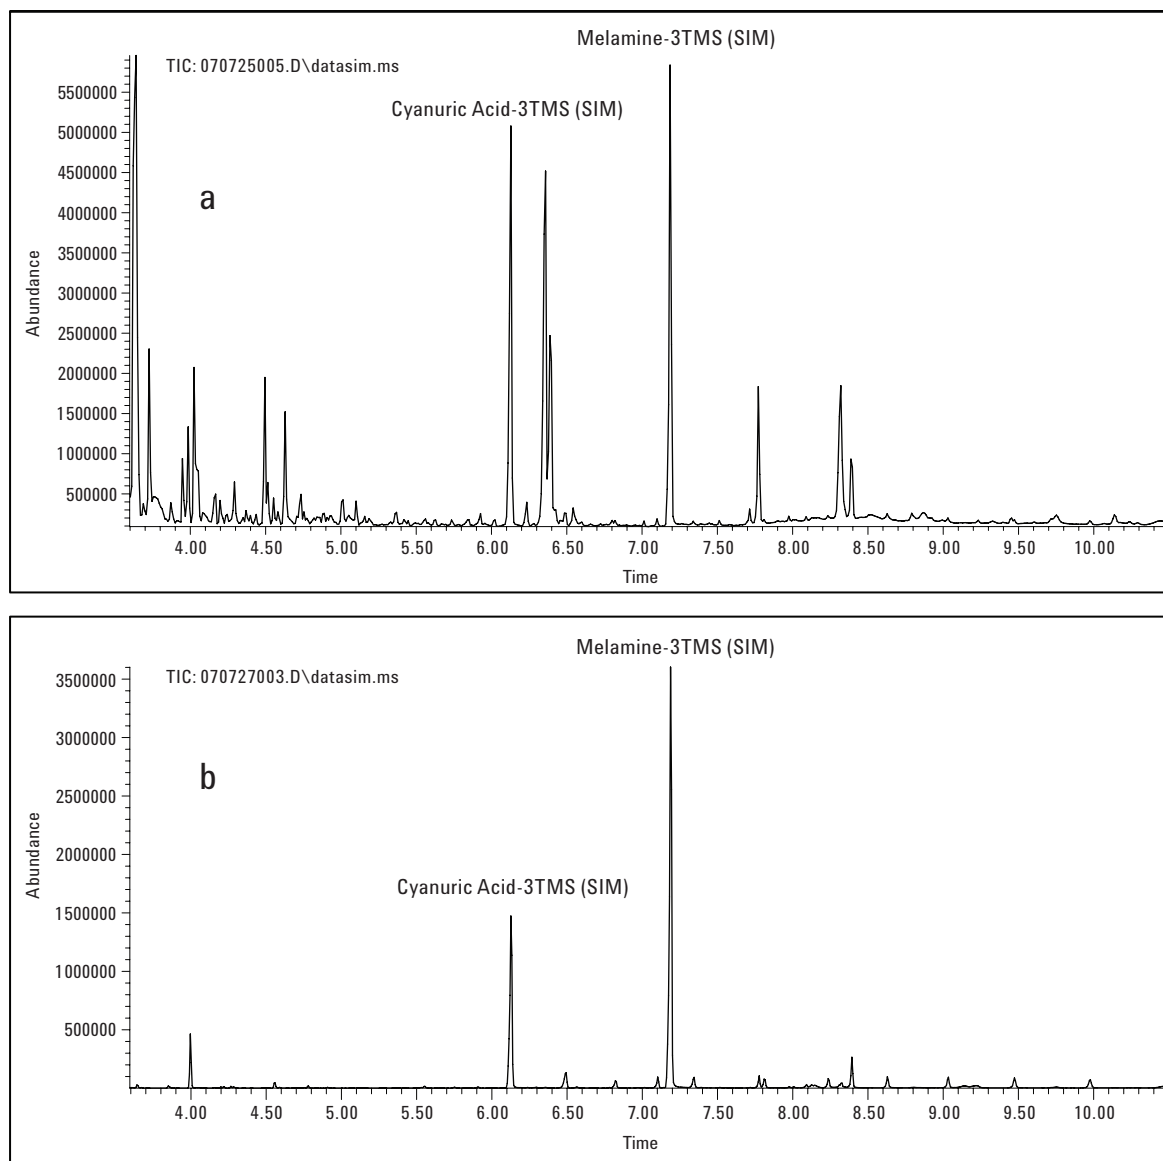 Melamine-3TMS (SIM)
TIC: 070725005.D\datasim.ms
Cyanuric Acid-3TMS (SIM)
a
Abundance
5500000
5000000
4500000
4000000
3500000
3000000
2500000
2000000
1500000
1000000
500000
4.00 4.50 5.00 5.50 6.00 6.50 7.00 7.50 8.00 8.50 9.00 9.50 10.00
Time
Melamine-3TMS (SIM)
TIC: 070727003.D\datasim.ms
b
Cyanuric Acid-3TMS (SIM)
Abundance
3500000
3000000
2500000
2000000
1500000
1000000
500000
4.00 4.50 5.00 5.50 6.00 6.50 7.00 7.50 8.00 8.50 9.00 9.50 10.00
Time